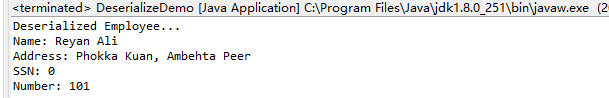 <terminated> DeserializeDemo [Java Application] C:\Program Files\Java\jdk1.8.0_251\bin\javaw.exe (2
Deserialized Employee...
Name: Reyan Ali
Address: Phokka Kuan, Ambehta Peer
SSN: 0
Number: 101